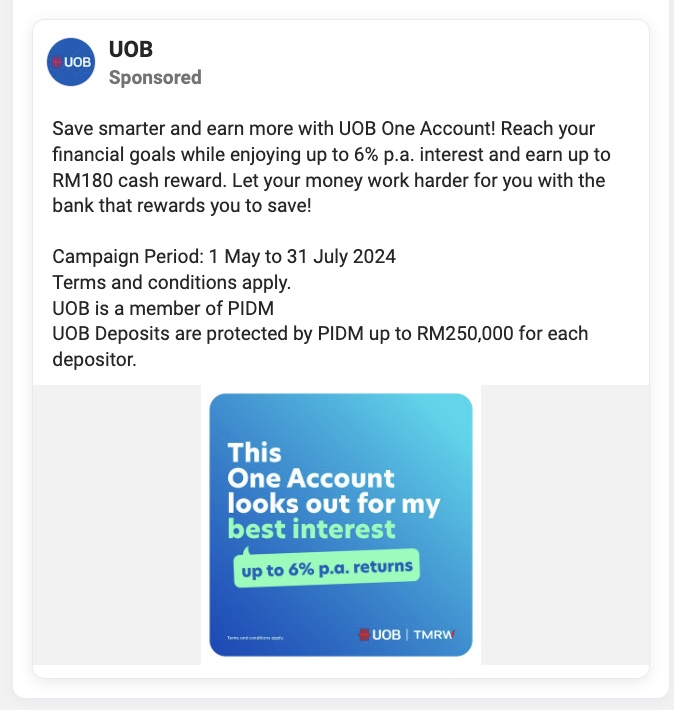 UOB
UOB
Sponsored
Save smarter and earn more with UOB One Account! Reach your
financial goals while enjoying up to 6% p.a. interest and earn up to
RM180 cash reward. Let your money work harder for you with the
bank that rewards you to save!
Campaign Period: 1 May to 31 July 2024
Terms and conditions apply.
UOB is a member of PIDM
UOB Deposits are protected by PIDM up to RM250,000 for each
depositor.
This
One Account
looks out for my
best interest
up to 6% p.a. returns
Terms and conditions apply.
UOB | TMRW